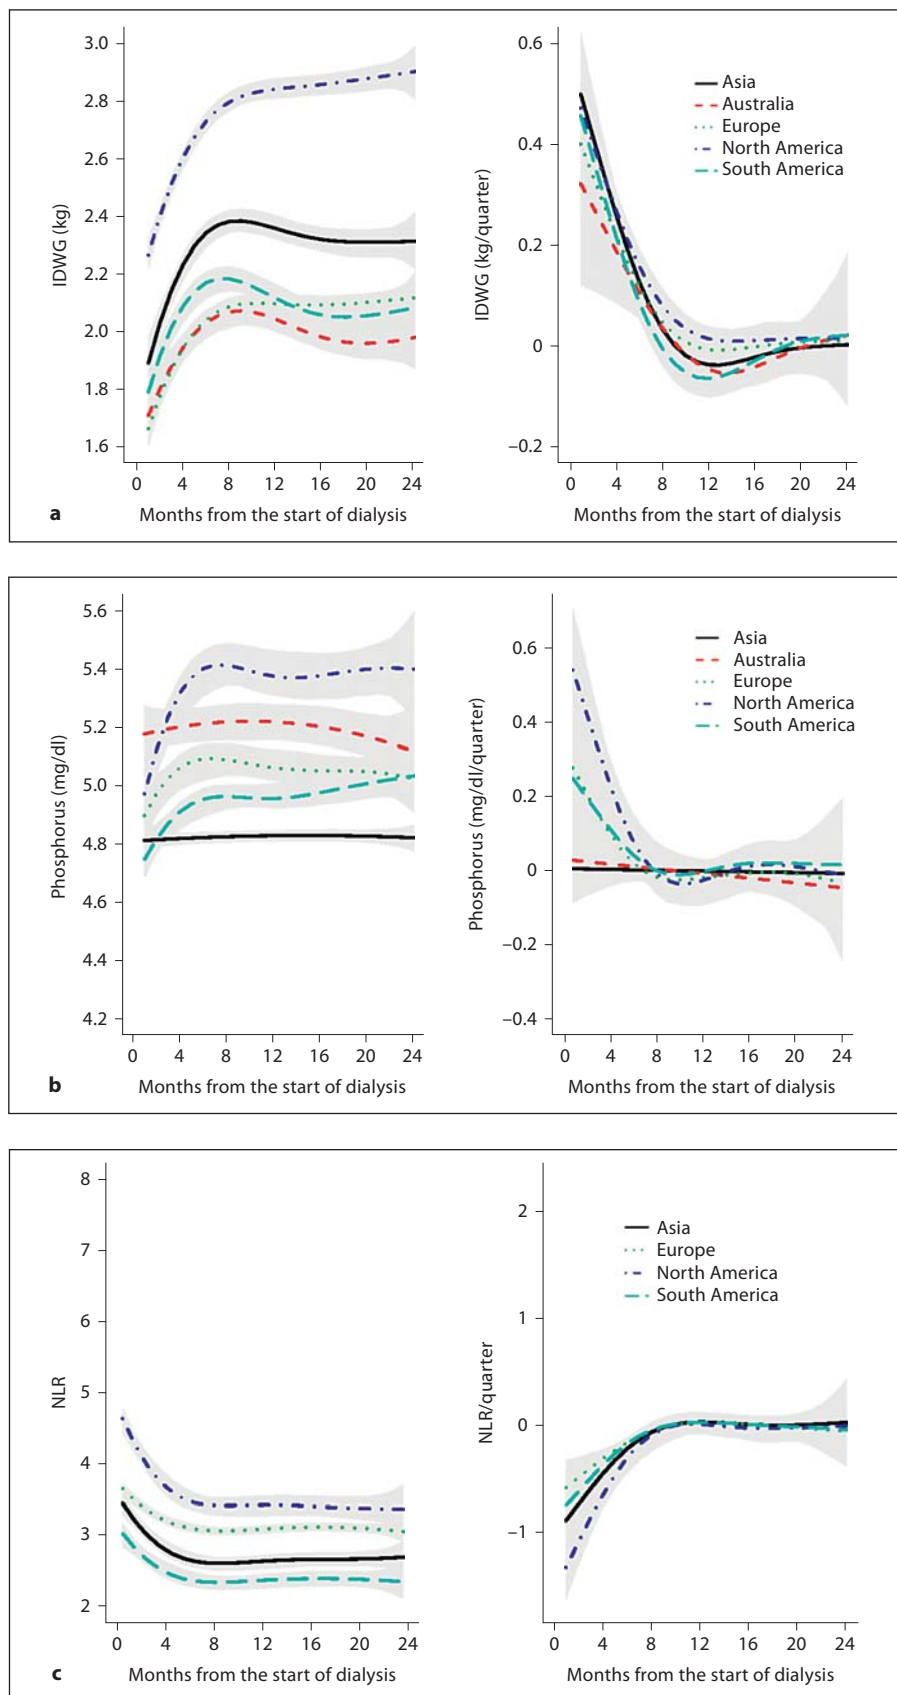 IDWG (kg)
3.0
2.8
2.6
2.4
2.2
2.0
1.8
1.6
0 4 8 12 16 20 24
Months from the start of dialysis
a
IDWG (kg/quarter)
0.6
0.4
0.2
0
–0.2
Asia
Australia
Europe
North America
South America
0 4 8 12 16 20 24
Months from the start of dialysis
Phosphorus (mg/dl)
5.6
5.4
5.2
5.0
4.8
4.6
4.4
4.2
0 4 8 12 16 20 24
Months from the start of dialysis
b
Phosphorus (mg/dl/quarter)
0.6
0.4
0.2
0
–0.2
–0.4
Asia
Australia
Europe
North America
South America
0 4 8 12 16 20 24
Months from the start of dialysis
NLR
8
7
6
5
4
3
2
0 4 8 12 16 20 24
Months from the start of dialysis
c
NLR/quarter
2
1
0
–1
Asia
Europe
North America
South America
0 4 8 12 16 20 24
Months from the start of dialysis